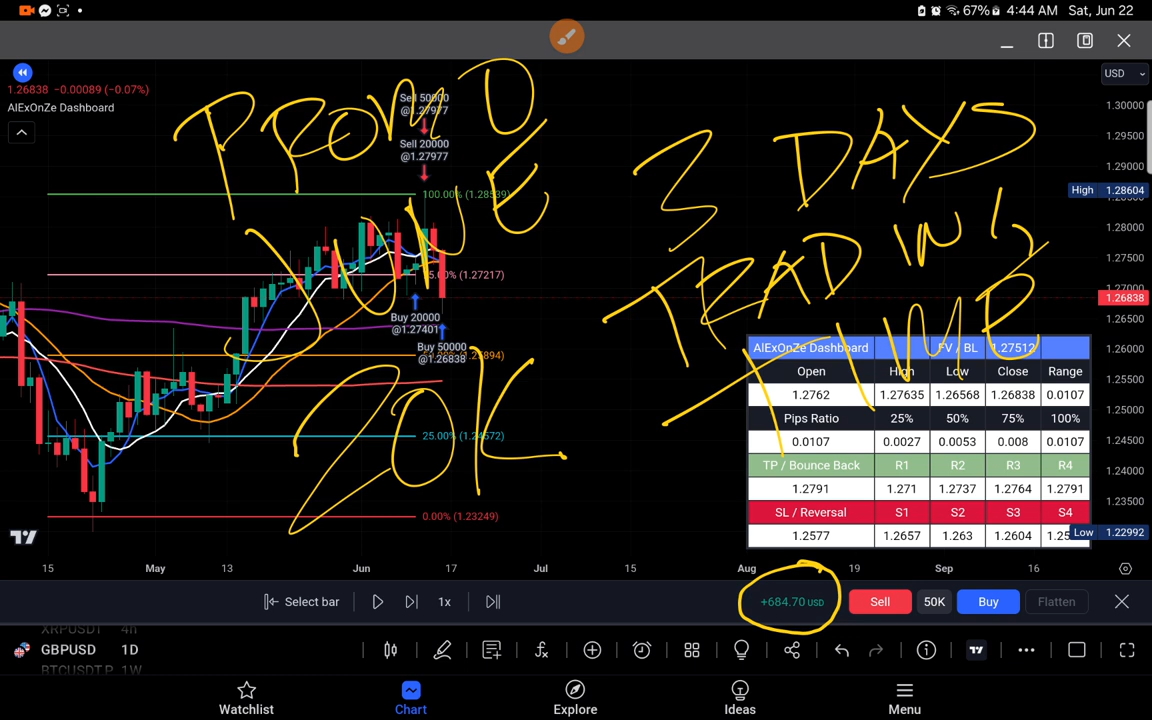 67% 4:44 AM Sat, Jun 22
USD
1.26838 -0.00089 (-0.07%)
AIExOnZe Dashboard
Sell 50000
@1.27977
Sell 20000
@1.27977
Buy 20000
@1.27401
Buy 50000
@1.26838
3 DAYS
JUNE
20K
1.30000
1.29500
1.29000
High 1.28604
1.28000
1.27500
1.27000
1.26838
1.26500
1.26000
1.25500
1.25000
1.24500
1.24000
1.23500
Low 1.22992
25.00% (1.24572)
0.00% (1.23249)
AIExOnZe Dashboard FV / BL 1.27512
Open High Low Close Range
1.2762 1.27635 1.26568 1.26838 0.0107
Pips Ratio 25% 50% 75% 100%
0.0107 0.0027 0.0053 0.008 0.0107
TP / Bounce Back R1 R2 R3 R4
1.2791 1.271 1.2737 1.2764 1.2791
SL / Reversal S1 S2 S3 S4
1.2577 1.2657 1.263 1.2604
15 May 13 Jun 17 Jul 15 Aug 19 Sep 16
Select bar 1x +684.70 USD Sell 50K Buy Flatten
XRPUSDT 4h
GBPUSD 1D
BTCUSDT.P 1W
Watchlist Chart Explore Ideas Menu